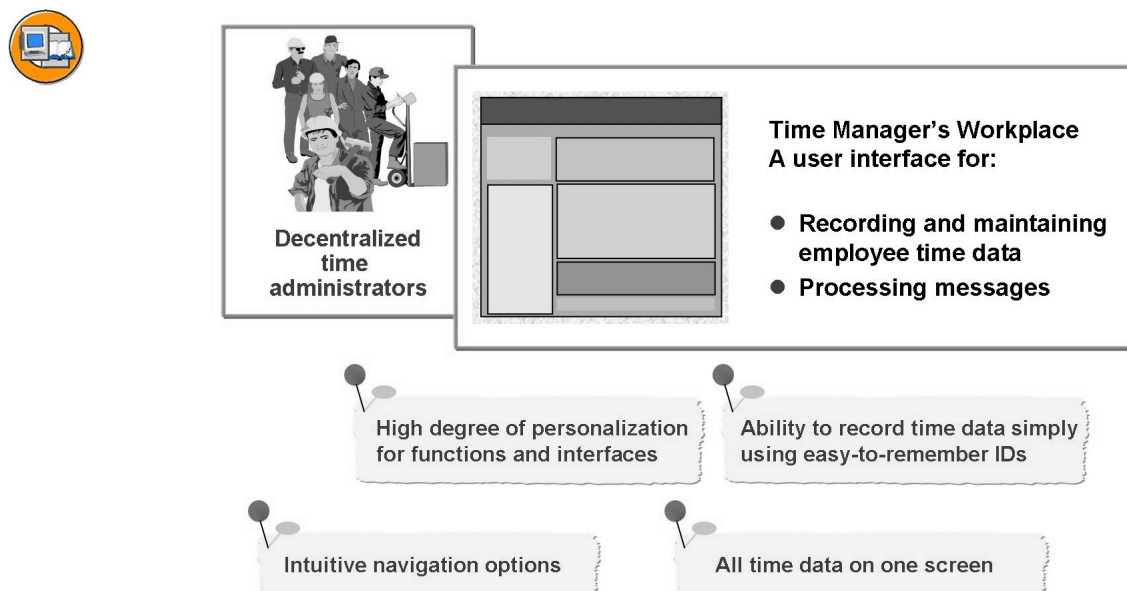 Decentralized
time
administrators
Time Manager's Workplace
A user interface for:
● Recording and maintaining
employee time data
● Processing messages
High degree of personalization
for functions and interfaces
Ability to record time data simply
using easy-to-remember IDs
Intuitive navigation options
All time data on one screen